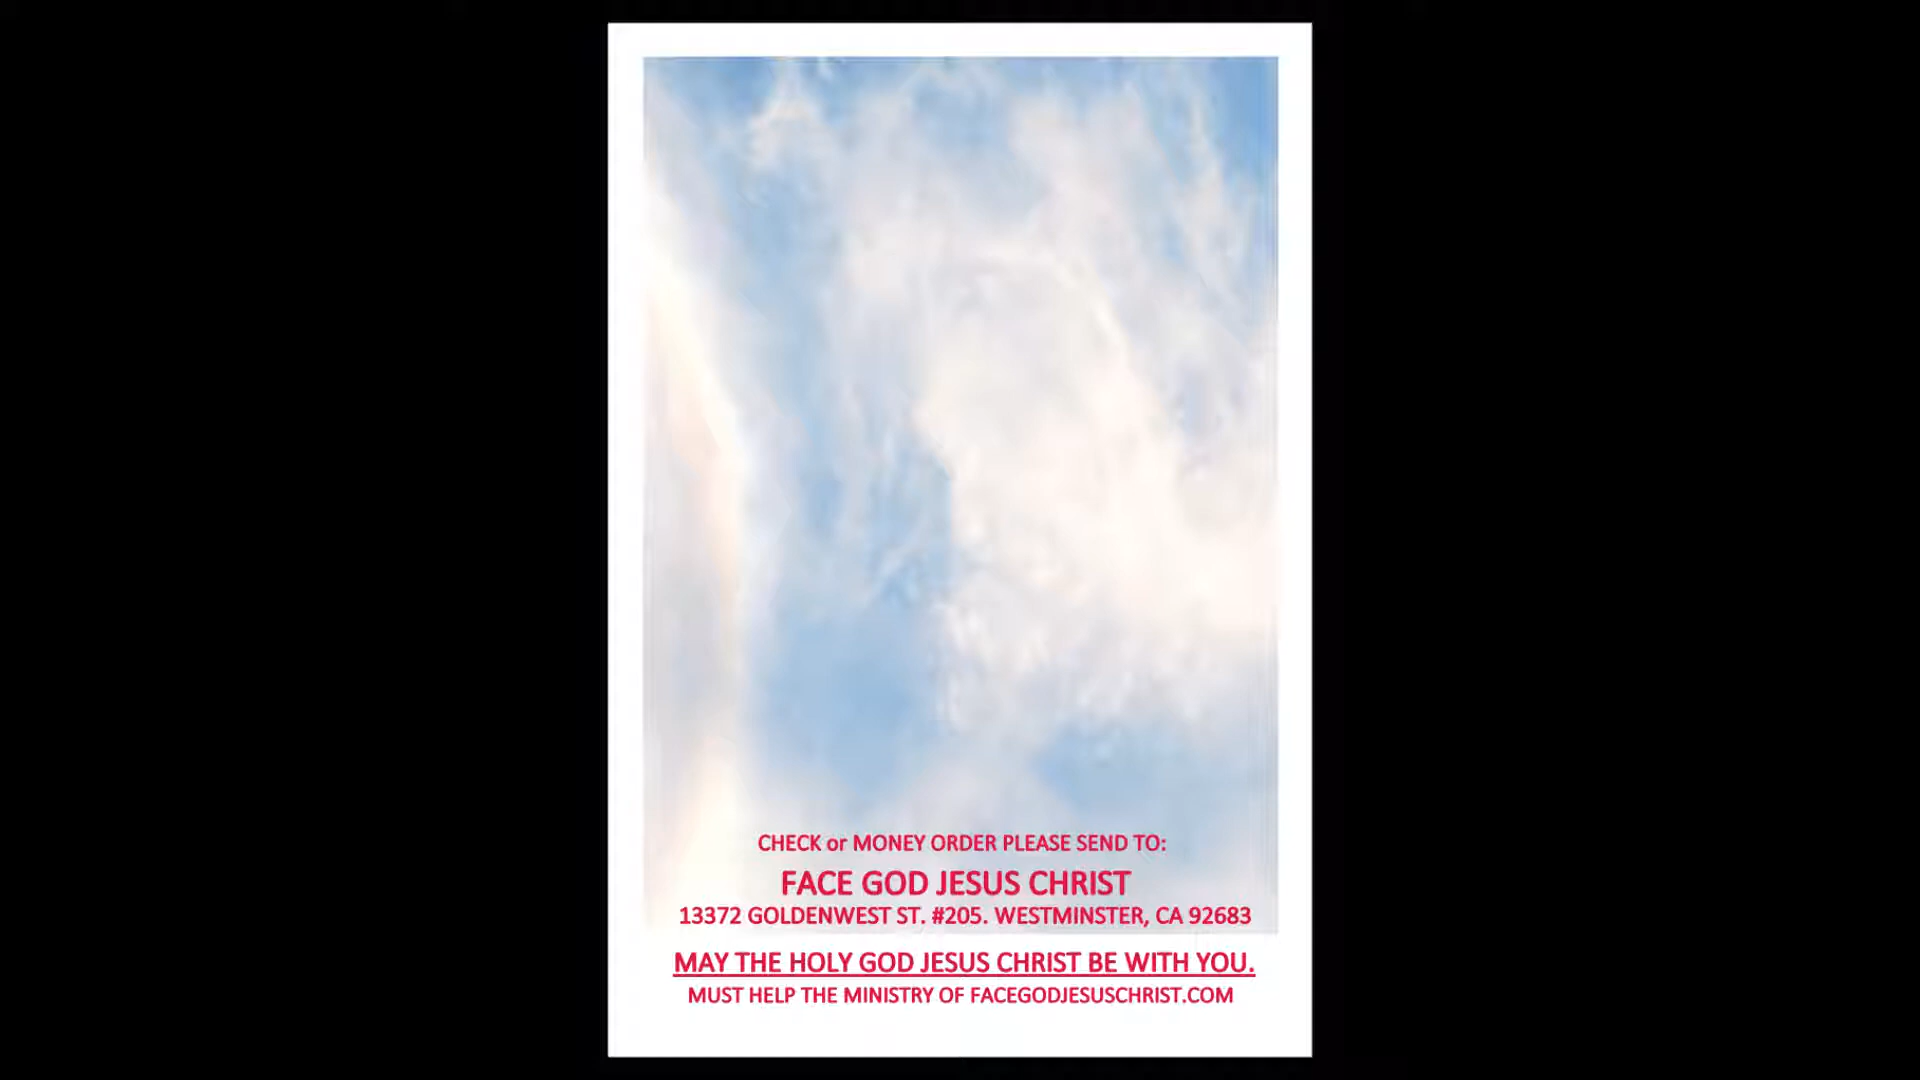 CHECK or MONEY ORDER PLEASE SEND TO:
FACE GOD JESUS CHRIST
13372 GOLDENWEST ST. #205. WESTMINSTER, CA 92683
MAY THE HOLY GOD JESUS CHRIST BE WITH YOU.
MUST HELP THE MINISTRY OF FACEGODJESUSCHRIST.COM